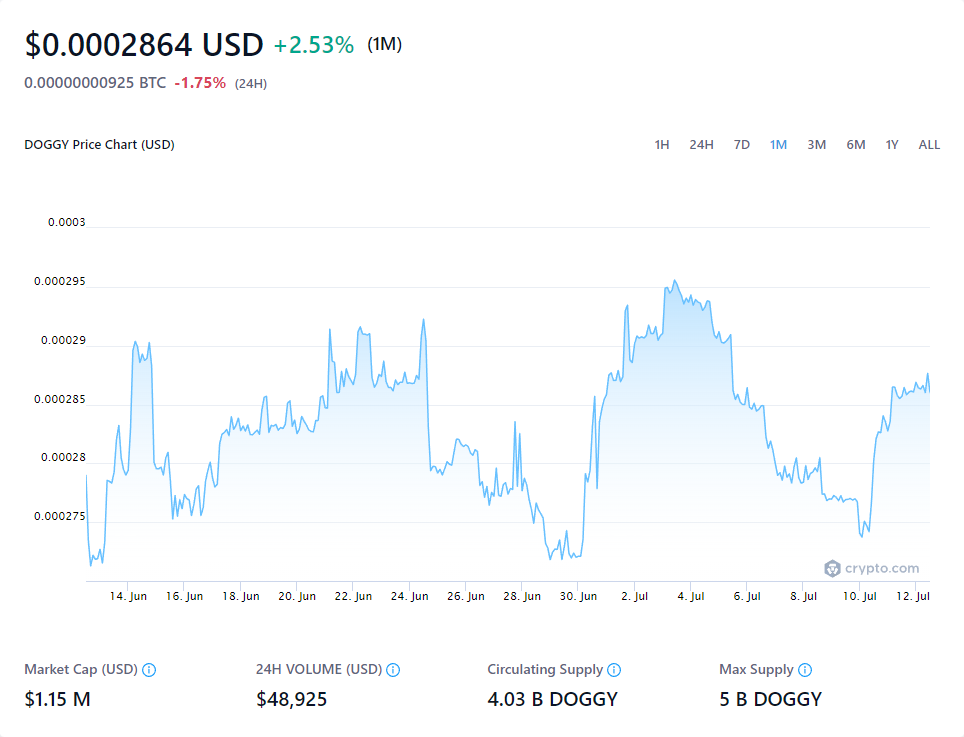 $0.0002864 USD +2.53% (1M)
0.00000000925 BTC -1.75% (24H)
DOGGY Price Chart (USD) 1H 24H 7D 1M 3M 6M 1Y ALL
0.0003
0.000295
0.00029
0.000285
0.00028
0.000275
crypto.com
14. Jun 16. Jun 18. Jun 20. Jun 22. Jun 24. Jun 26. Jun 28. Jun 30. Jun 2. Jul 4. Jul 6. Jul 8. Jul 10. Jul 12. Jul
Market Cap (USD) 24H VOLUME (USD) Circulating Supply Max Supply
$1.15 M $48,925 4.03 B DOGGY 5 B DOGGY